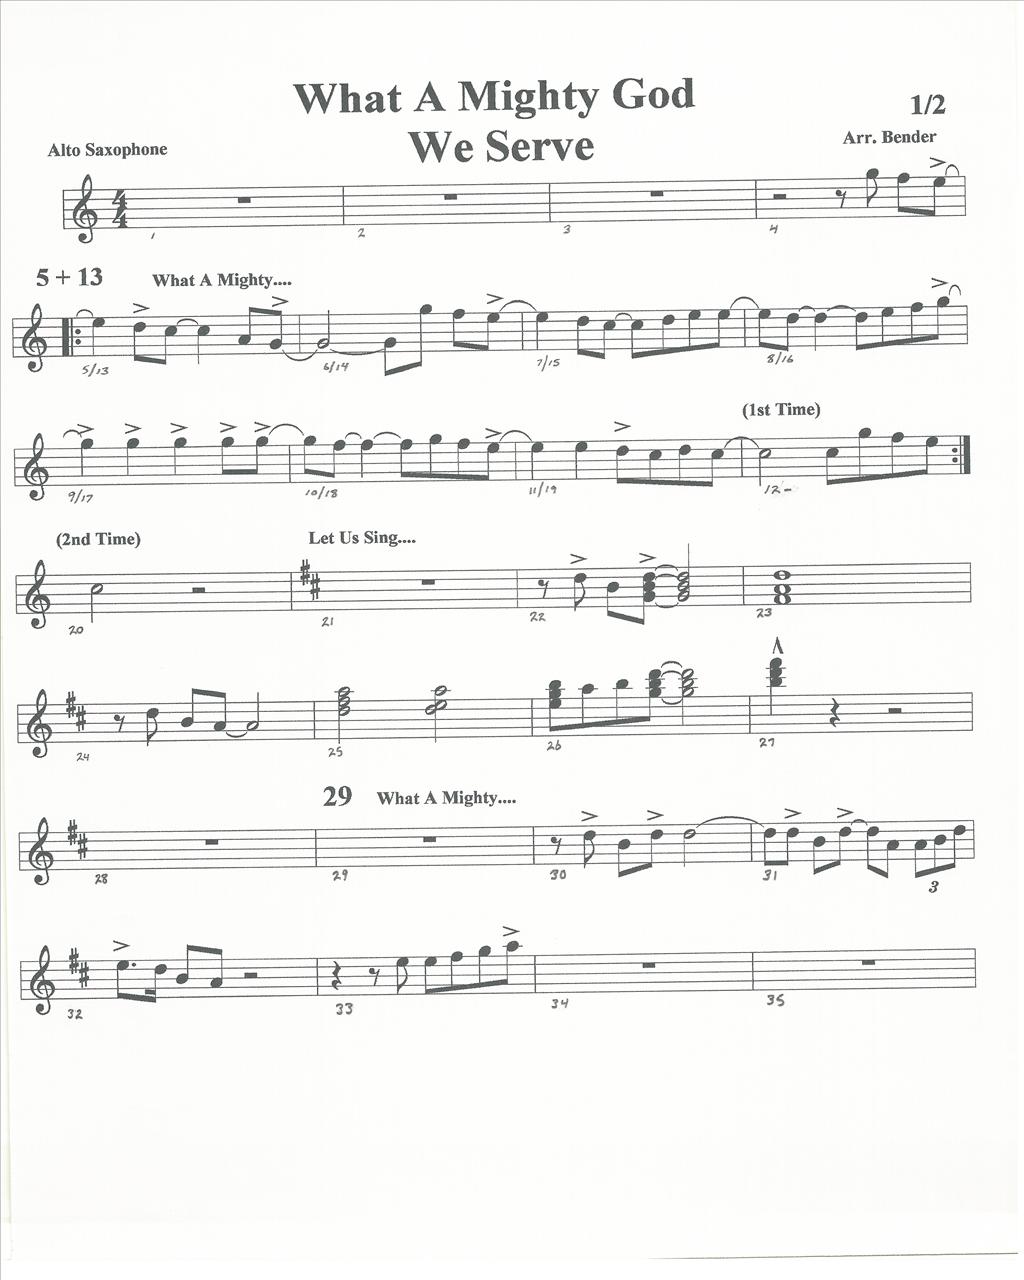 What A Mighty God
We Serve
1/2
Alto Saxophone
Arr. Bender
1 2 3 4
5 + 13
What A Mighty....
5/13 6/14 7/15 8/16
(1st Time)
9/17 10/18 11/19 12-
(2nd Time)
Let Us Sing....
20 21 22 23
24 25 26 27
29
What A Mighty....
28 29 30 31
3
32 33 34 35